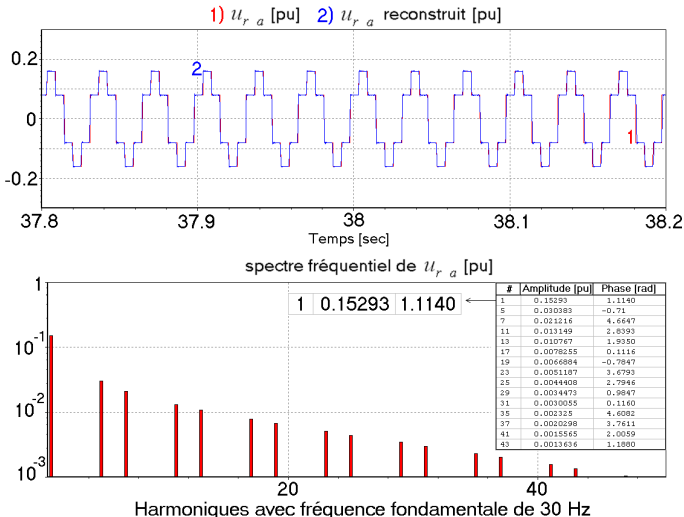 1) u_r_a [pu] 2) u_r_a reconstruit [pu]
0.2
2
0
1
-0.2
37.8 37.9 38 38.1 38.2
Temps [sec]
spectre fréquentiel de u_r_a [pu]
1
1 0.15293 1.1140
# Amplitude [pu] Phase [rad]
1 0.15293 1.1140
5 0.030383 -0.71
7 0.021216 4.6647
11 0.013149 2.8393
13 0.010767 1.9350
17 0.0078255 0.1116
19 0.0066884 -0.7847
23 0.0051187 3.6793
25 0.0044408 2.7946
29 0.0034473 0.9847
31 0.0030055 0.1160
35 0.002325 4.6082
37 0.0020298 3.7611
41 0.0015565 2.0059
43 0.0013636 1.1880
10^-1
10^-2
10^-3
20 40
Harmoniques avec fréquence fondamentale de 30 Hz